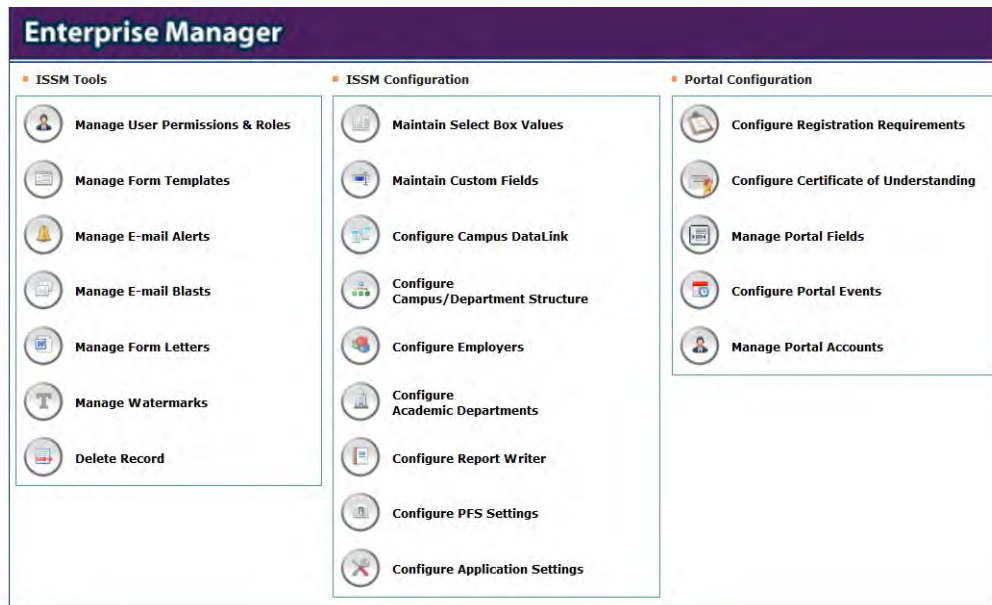 Enterprise Manager
ISSM Tools
Manage User Permissions & Roles
Manage Form Templates
Manage E-mail Alerts
Manage E-mail Blasts
Manage Form Letters
Manage Watermarks
Delete Record
ISSM Configuration
Maintain Select Box Values
Maintain Custom Fields
Configure Campus DataLink
Configure
Campus/Department Structure
Configure Employers
Configure
Academic Departments
Configure Report Writer
Configure PFS Settings
Configure Application Settings
Portal Configuration
Configure Registration Requirements
Configure Certificate of Understanding
Manage Portal Fields
Configure Portal Events
Manage Portal Accounts